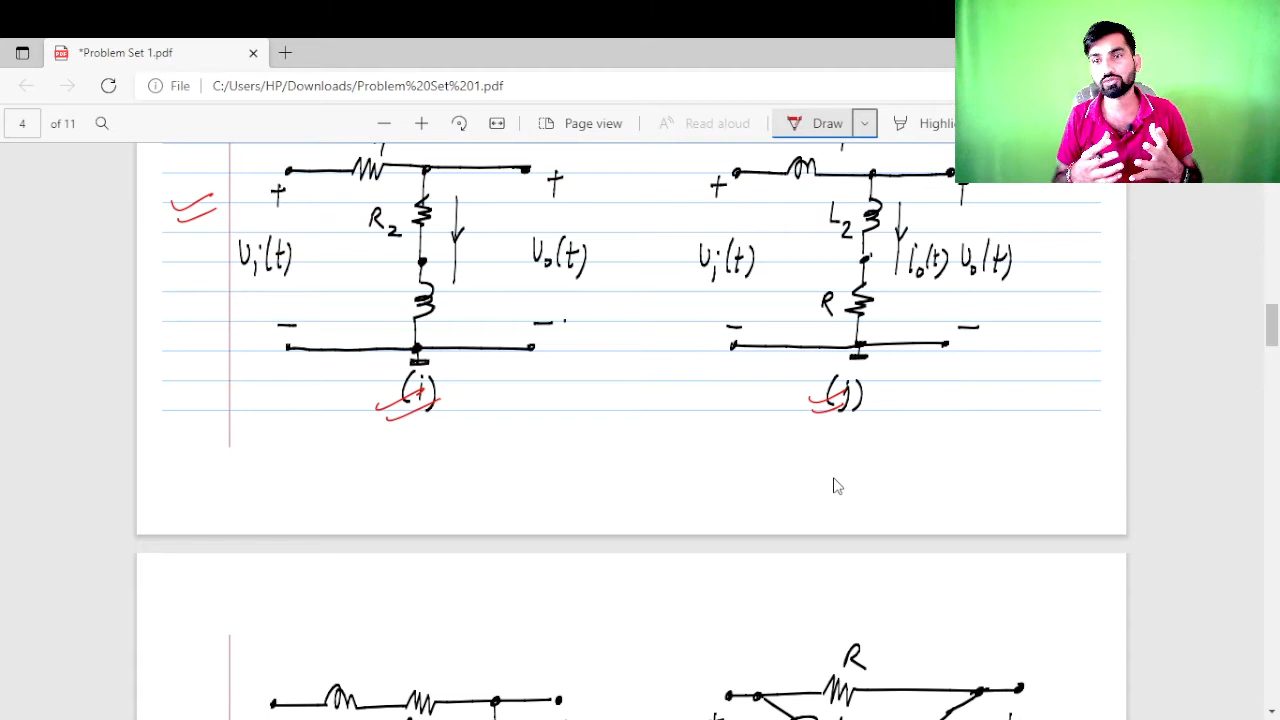 *Problem Set 1.pdf
File C:/Users/HP/Downloads/Problem%20Set%201.pdf
4 of 11 Page view Read aloud Draw
+ + + +
R2 L2
Vi(t) Vo(t) Vi(t) io(t) Vo(t)
R
− − − −
(i) (j)
R